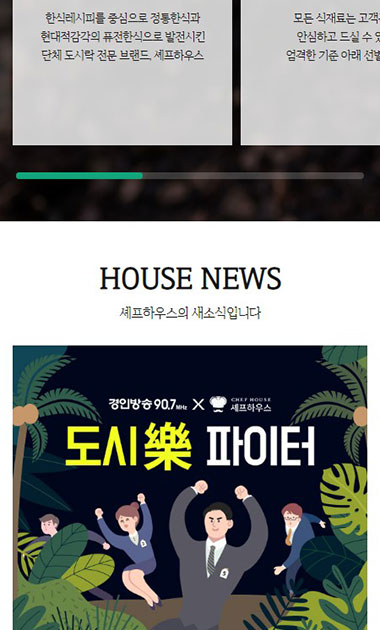 한식레시피를 중심으로 정통한식과
현대적감각의 퓨전한식으로 발전시킨
단체 도시락 전문 브랜드, 셰프하우스
모든 식재료는 고객
안심하고 드실 수 있
엄격한 기준 아래 선별
HOUSE NEWS
셰프하우스의 새소식입니다
경인방송 90.7MHz X CHEF HOUSE 셰프하우스
도시樂 파이터